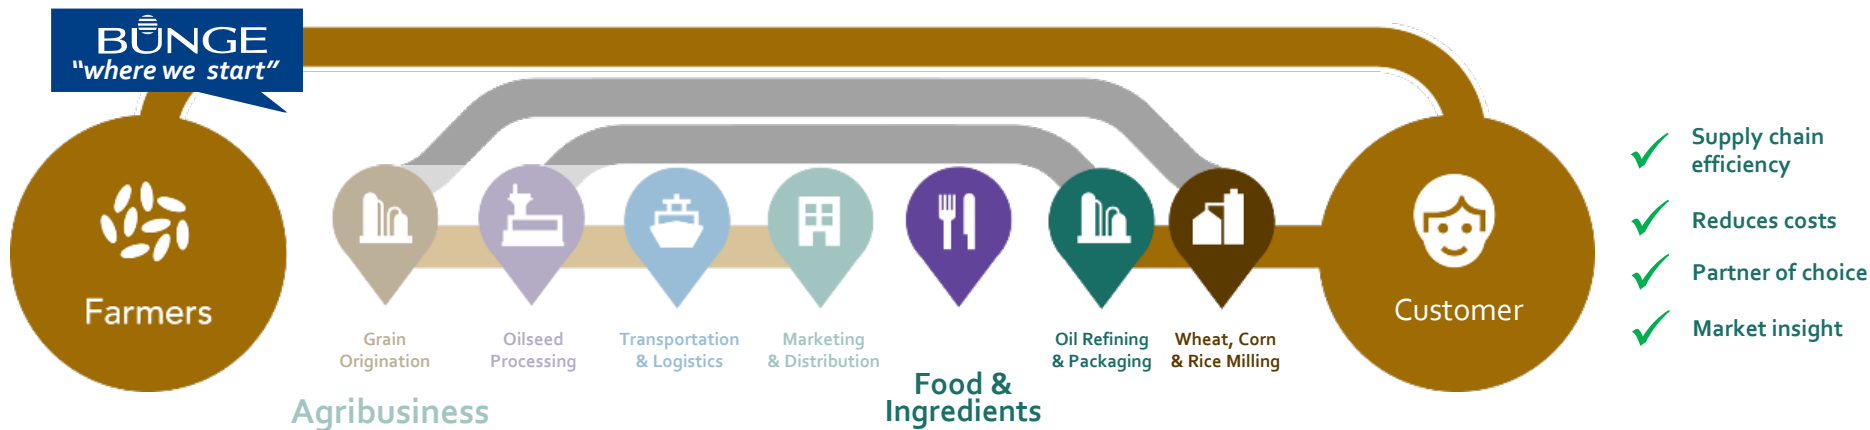 BUNGE
“where we start”
Farmers
Grain
Origination
Oilseed
Processing
Transportation
& Logistics
Marketing
& Distribution
Agribusiness
Food &
Ingredients
Oil Refining
& Packaging
Wheat, Corn
& Rice Milling
Customer
Supply chain
efficiency
Reduces costs
Partner of choice
Market insight